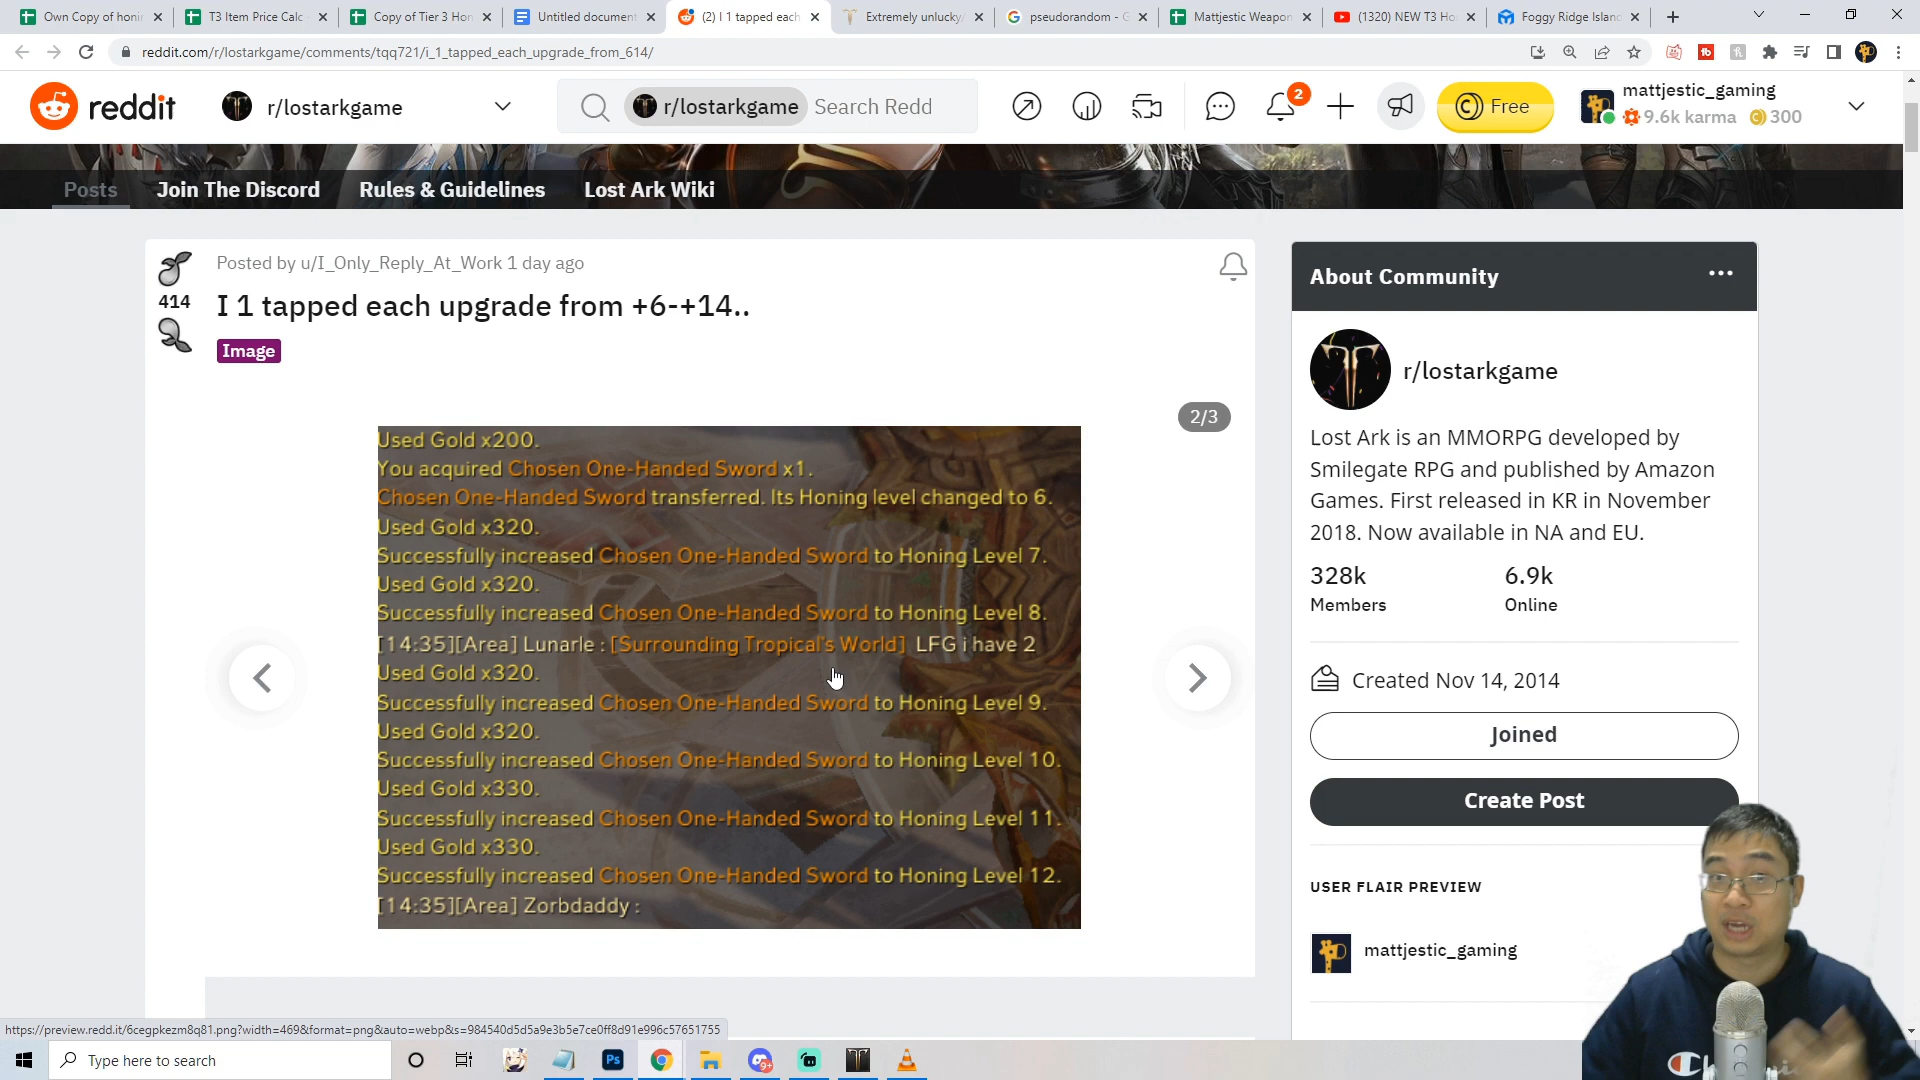 Own Copy of honir
T3 Item Price Calc
Copy of Tier 3 Hon
Untitled document
(2) I 1 tapped each
Extremely unlucky
pseudorandom - G
Mattjestic Weapon
(1320) NEW T3 Ho
Foggy Ridge Island
reddit.com/r/lostarkgame/comments/tqq721/i_1_tapped_each_upgrade_from_614/
reddit
r/lostarkgame
r/lostarkgame Search Redd
2
Free
mattjestic_gaming
9.6k karma 300
Posts Join The Discord Rules & Guidelines Lost Ark Wiki
Posted by u/I_Only_Reply_At_Work 1 day ago
414
I 1 tapped each upgrade from +6-+14..
Image
2/3
Used Gold x200.
You acquired Chosen One-Handed Sword x1.
Chosen One-Handed Sword transferred. Its Honing level changed to 6.
Used Gold x320.
Successfully increased Chosen One-Handed Sword to Honing Level 7.
Used Gold x320.
Successfully increased Chosen One-Handed Sword to Honing Level 8.
[14:35][Area] Lunarle : [Surrounding Tropical's World] LFG i have 2
Used Gold x320.
Successfully increased Chosen One-Handed Sword to Honing Level 9.
Used Gold x320.
Successfully increased Chosen One-Handed Sword to Honing Level 10.
Used Gold x330.
Successfully increased Chosen One-Handed Sword to Honing Level 11.
Used Gold x330.
Successfully increased Chosen One-Handed Sword to Honing Level 12.
[14:35][Area] Zorbdaddy :
About Community
r/lostarkgame
Lost Ark is an MMORPG developed by
Smilegate RPG and published by Amazon
Games. First released in KR in November
2018. Now available in NA and EU.
328k 6.9k
Members Online
Created Nov 14, 2014
Joined
Create Post
USER FLAIR PREVIEW
mattjestic_gaming
https://preview.redd.it/6cegpkezm8q81.png?width=469&format=png&auto=webp&s=984540d5d5a9e3b5e7ce0ff8d91e996c57651755
Type here to search
Ps
9+